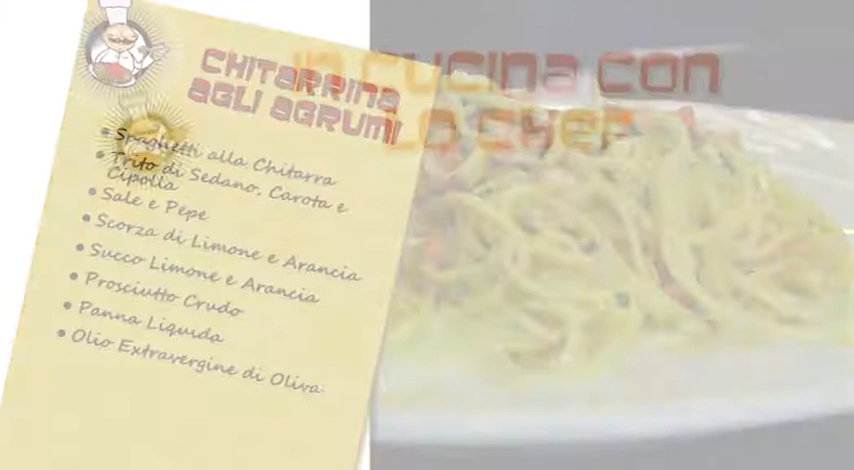 CHITARRINA
AGLI AGRUMI
in cucina con
Lo chef
• Spaghetti alla Chitarra
• Trito di Sedano, Carota e
Cipolla
• Sale e Pepe
• Scorza di Limone e Arancia
• Succo Limone e Arancia
• Prosciutto Crudo
• Panna Liquida
• Olio Extravergine di Oliva